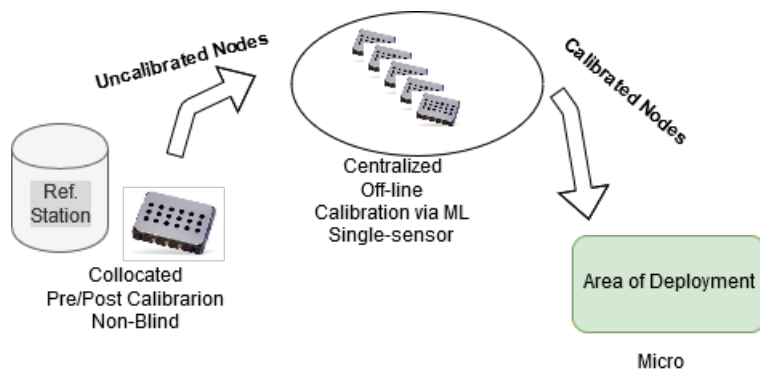 Uncalibrated Nodes
Calibrated Nodes
Ref.
Station
Collocated
Pre/Post Calibrarion
Non-Blind
Centralized
Off-line
Calibration via ML
Single-sensor
Area of Deployment
Micro